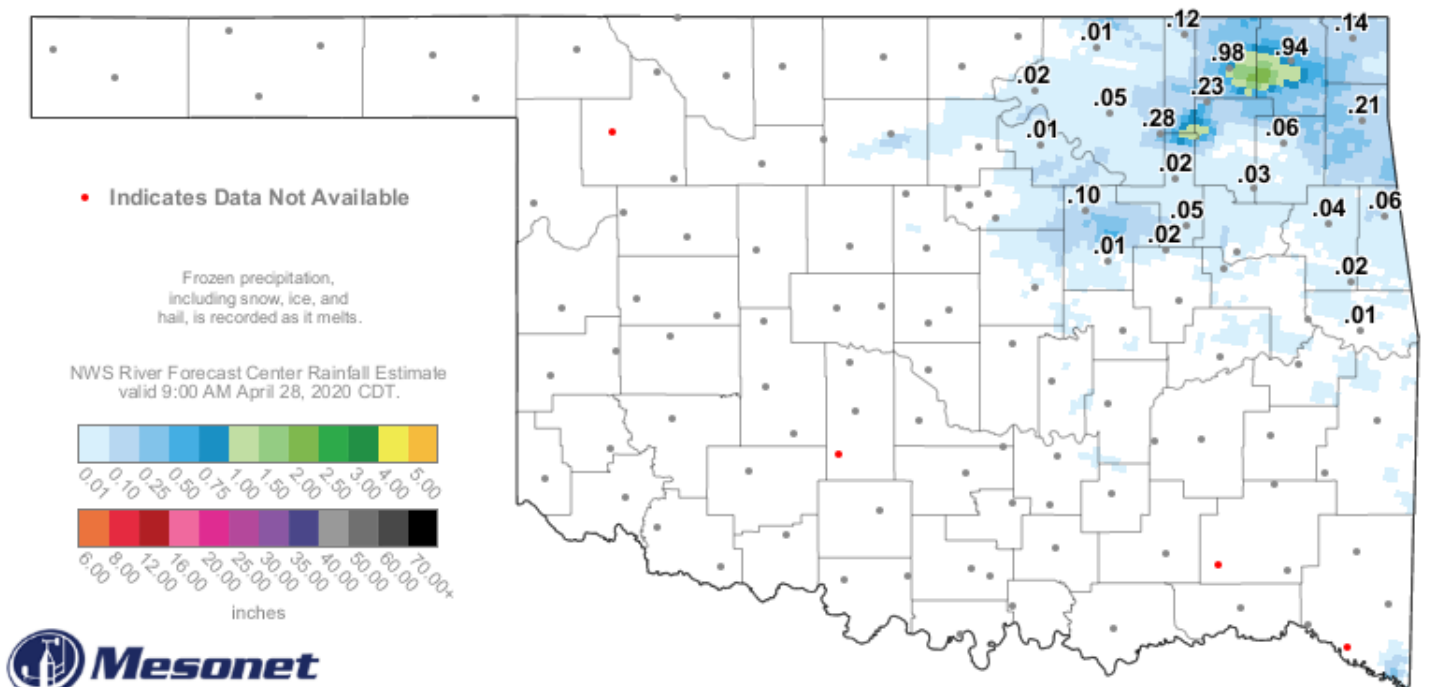 .12
.14
.01
.98
.94
.02
.23
.05
.21
.28
.06
.01
.02
.03
• Indicates Data Not Available
.10
.06
.05
.04
.02
.01
Frozen precipitation,
including snow, ice, and
hail, is recorded as it melts.
.02
.01
NWS River Forecast Center Rainfall Estimate
valid 9:00 AM April 28, 2020 CDT.
0.01 0.10 0.25 0.50 0.75 1.00 1.50 2.00 2.50 3.00 4.00 5.00
6.00 8.00 12.00 16.00 20.00 25.00 30.00 35.00 40.00 50.00 60.00 70.00+
inches
Mesonet